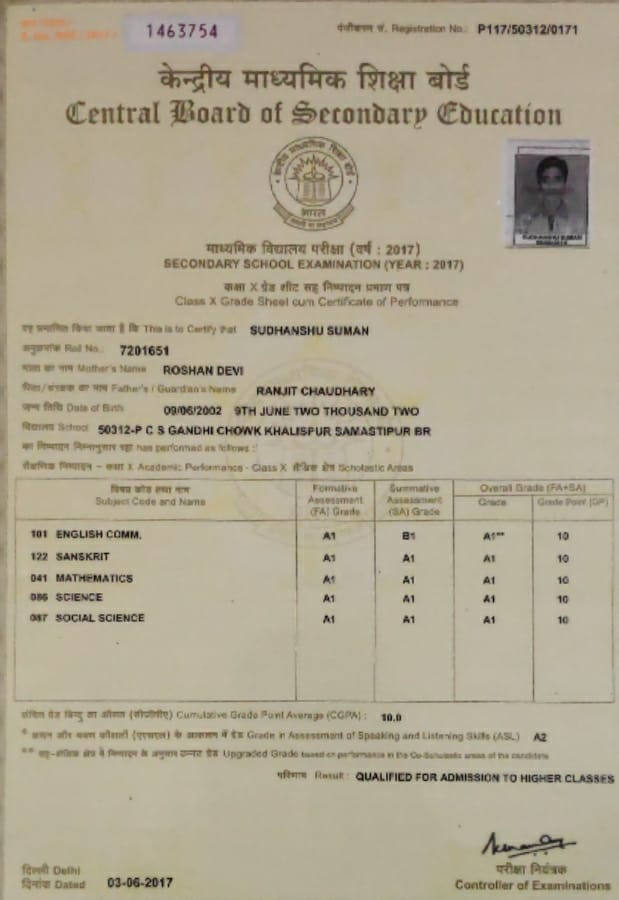 1463754
पंजीकरण सं. Registration No. P117/50312/0171
केन्द्रीय माध्यमिक शिक्षा बोर्ड
Central Board of Secondary Education
भारत
SUDHANSHU SUMAN
माध्यमिक विद्यालय परीक्षा (वर्ष : 2017)
SECONDARY SCHOOL EXAMINATION (YEAR : 2017)
कक्षा X ग्रेड शीट सह निष्पादन प्रमाण पत्र
Class X Grade Sheet cum Certificate of Performance
यह प्रमाणित किया जाता है कि This is to Certify that SUDHANSHU SUMAN
अनुक्रमांक Roll No. 7201651
माता का नाम Mother's Name ROSHAN DEVI
पिता/संरक्षक का नाम Father's / Guardian's Name RANJIT CHAUDHARY
जन्म तिथि Date of Birth 09/06/2002 9TH JUNE TWO THOUSAND TWO
विद्यालय School 50312-P C S GANDHI CHOWK KHALISPUR SAMASTIPUR BR
का निष्पादन निम्नानुसार रहा has performed as follows :
शैक्षणिक निष्पादन - कक्षा X Academic Performance - Class X शैक्षिक क्षेत्र Scholastic Areas
विषय कोड तथा नाम Subject Code and Name Formative Assessment (FA) Grade Summative Assessment (SA) Grade Overall Grade (FA+SA) Grade Grade Point (GP)
101 ENGLISH COMM. A1 B1 A1** 10
122 SANSKRIT A1 A1 A1 10
041 MATHEMATICS A1 A1 A1 10
086 SCIENCE A1 A1 A1 10
087 SOCIAL SCIENCE A1 A1 A1 10
संचित ग्रेड बिन्दु का औसत (सीजीपीए) Cumulative Grade Point Average (CGPA) : 10.0
* कथन और श्रवण कौशलों (एएसएल) के आकलन में ग्रेड Grade in Assessment of Speaking and Listening Skills (ASL) A2
** सह-शैक्षिक क्षेत्र में निष्पादन के अनुसार उन्नत ग्रेड Upgraded Grade based on performance in the Co-Scholastic areas of the candidate
परिणाम Result : QUALIFIED FOR ADMISSION TO HIGHER CLASSES
दिल्ली Delhi
दिनांक Dated 03-06-2017
परीक्षा नियंत्रक
Controller of Examinations